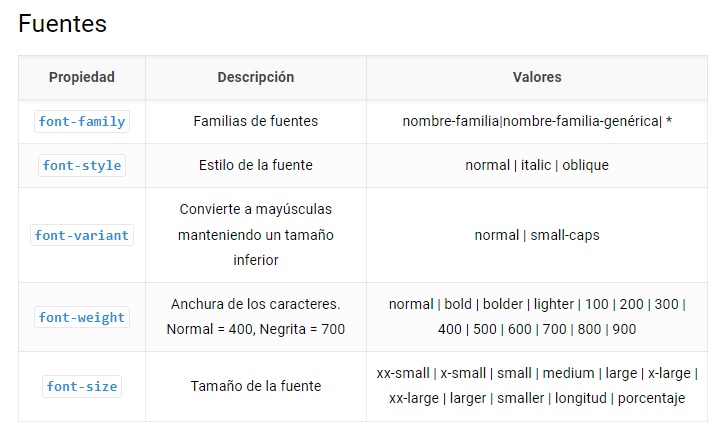 Fuentes
Propiedad Descripción Valores
font-family Familias de fuentes nombre-familia|nombre-familia-genérica| *
font-style Estilo de la fuente normal | italic | oblique
font-variant Convierte a mayúsculas
manteniendo un tamaño
inferior normal | small-caps
font-weight Anchura de los caracteres.
Normal = 400, Negrita = 700 normal | bold | bolder | lighter | 100 | 200 | 300 |
400 | 500 | 600 | 700 | 800 | 900
font-size Tamaño de la fuente xx-small | x-small | small | medium | large | x-large |
xx-large | larger | smaller | longitud | porcentaje